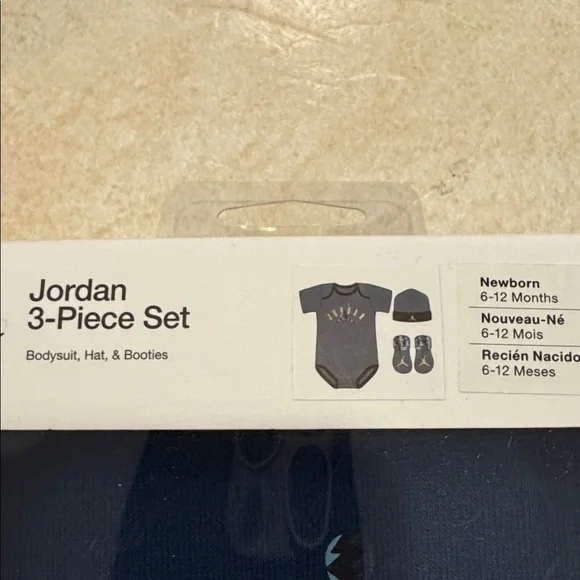 Jordan
3-Piece Set
Bodysuit, Hat, & Booties
JORDAN
Newborn
6-12 Months
Nouveau-Né
6-12 Mois
Recién Nacido
6-12 Meses